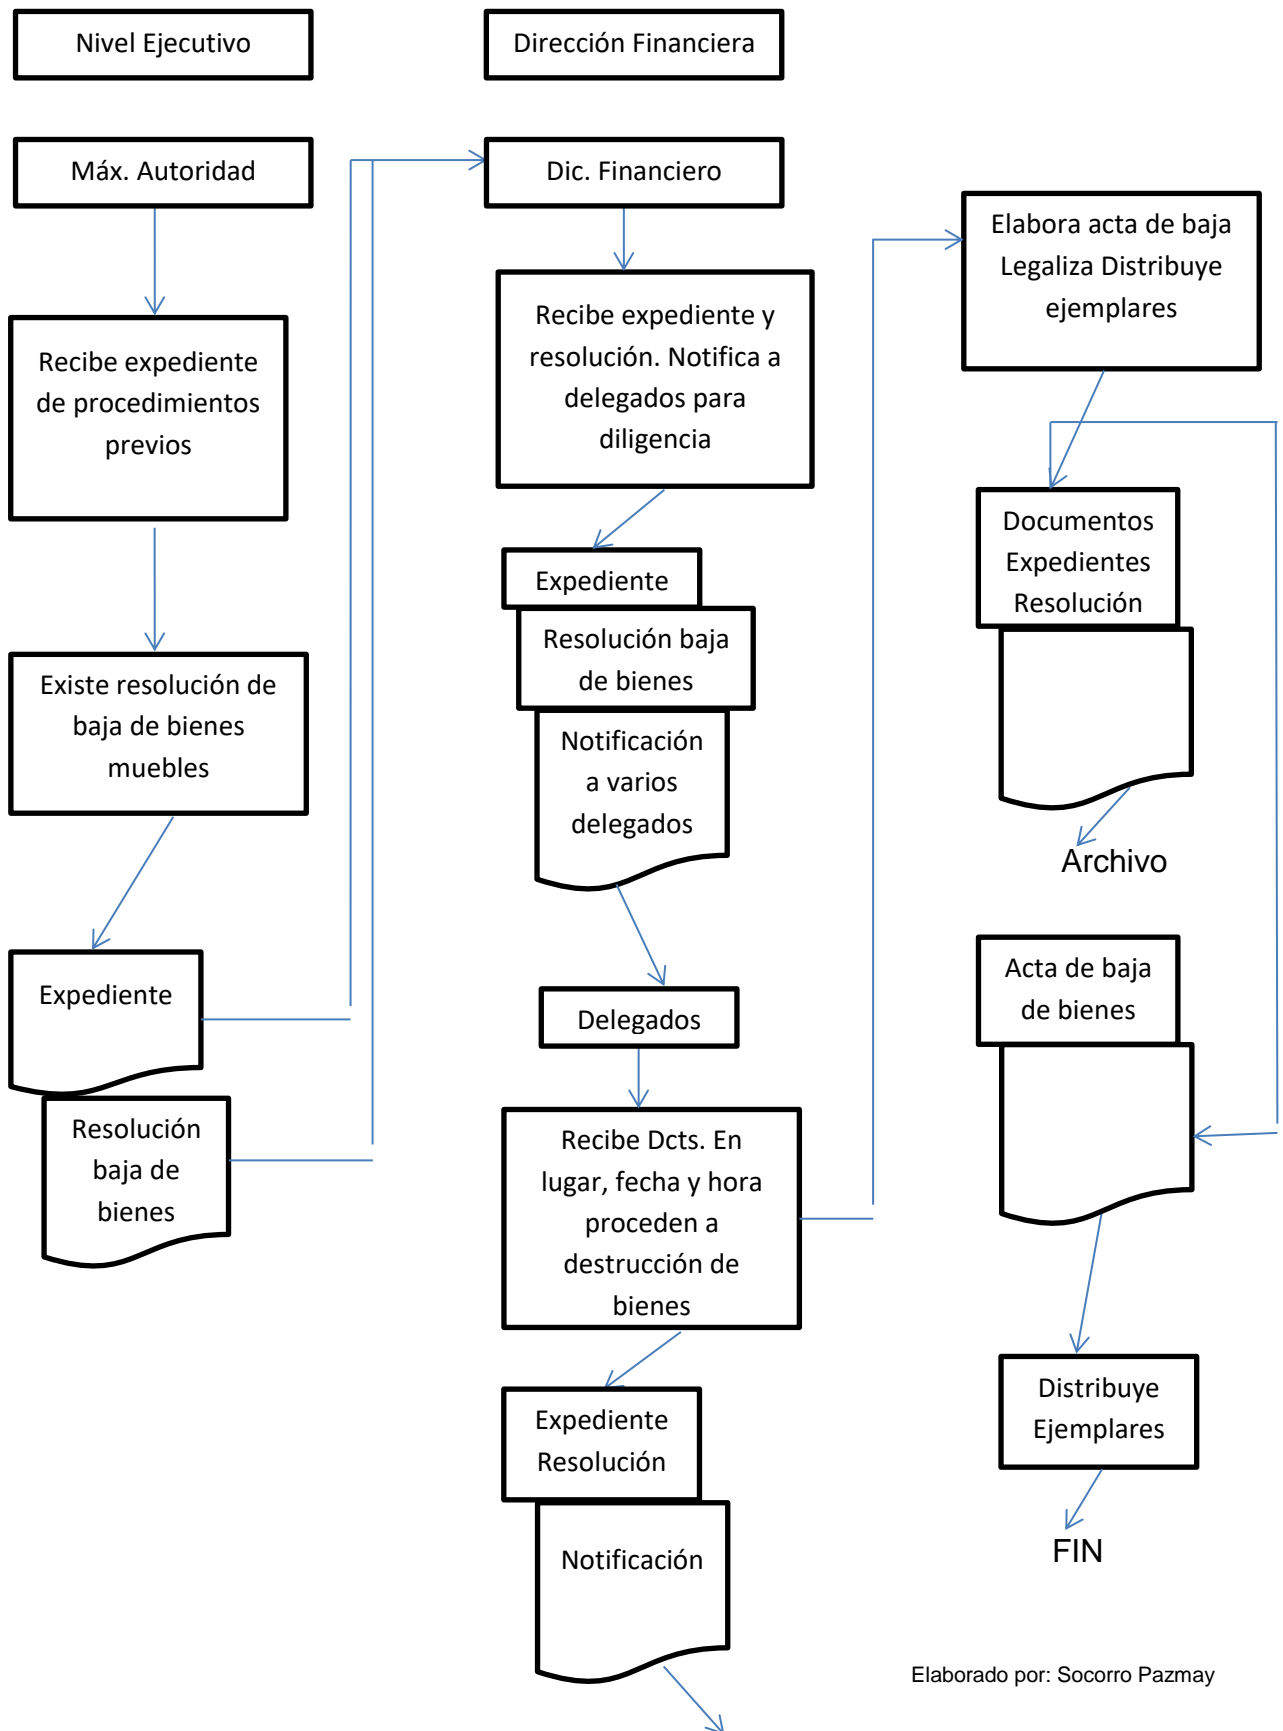 Nivel Ejecutivo
Máx. Autoridad
Recibe expediente
de procedimientos
previos
Existe resolución de
baja de bienes
muebles
Expediente
Resolución
baja de
bienes
Dirección Financiera
Dic. Financiero
Recibe expediente y
resolución. Notifica a
delegados para
diligencia
Expediente
Resolución baja
de bienes
Notificación
a varios
delegados
Delegados
Recibe Dcts. En
lugar, fecha y hora
proceden a
destrucción de
bienes
Expediente
Resolución
Notificación
Elabora acta de baja
Legaliza Distribuye
ejemplares
Documentos
Expedientes
Resolución
Archivo
Acta de baja
de bienes
Distribuye
Ejemplares
FIN
Elaborado por: Socorro Pazmay